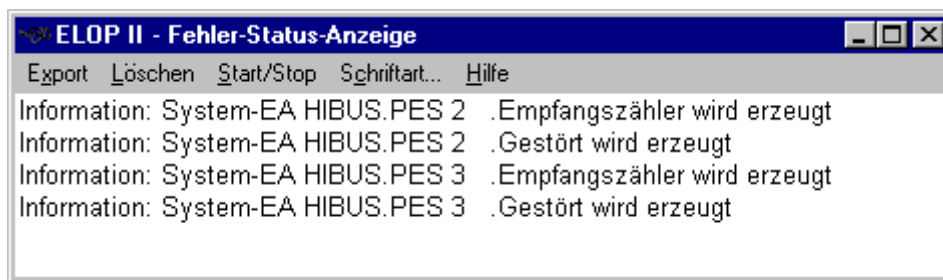 ELOP II - Fehler-Status-Anzeige
Export Löschen Start/Stop Schriftart... Hilfe
Information: System-EA HIBUS.PES 2 .Empfangszähler wird erzeugt
Information: System-EA HIBUS.PES 2 .Gestört wird erzeugt
Information: System-EA HIBUS.PES 3 .Empfangszähler wird erzeugt
Information: System-EA HIBUS.PES 3 .Gestört wird erzeugt